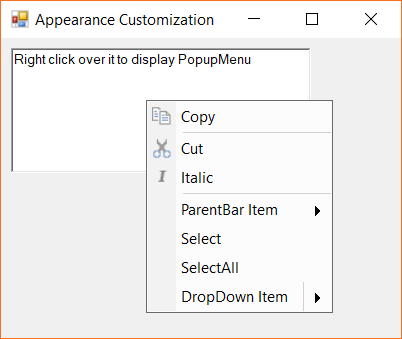 Appearance Customization
Right click over it to display PopupMenu
Copy
Cut
Italic
ParentBar Item
Select
SelectAll
DropDown Item